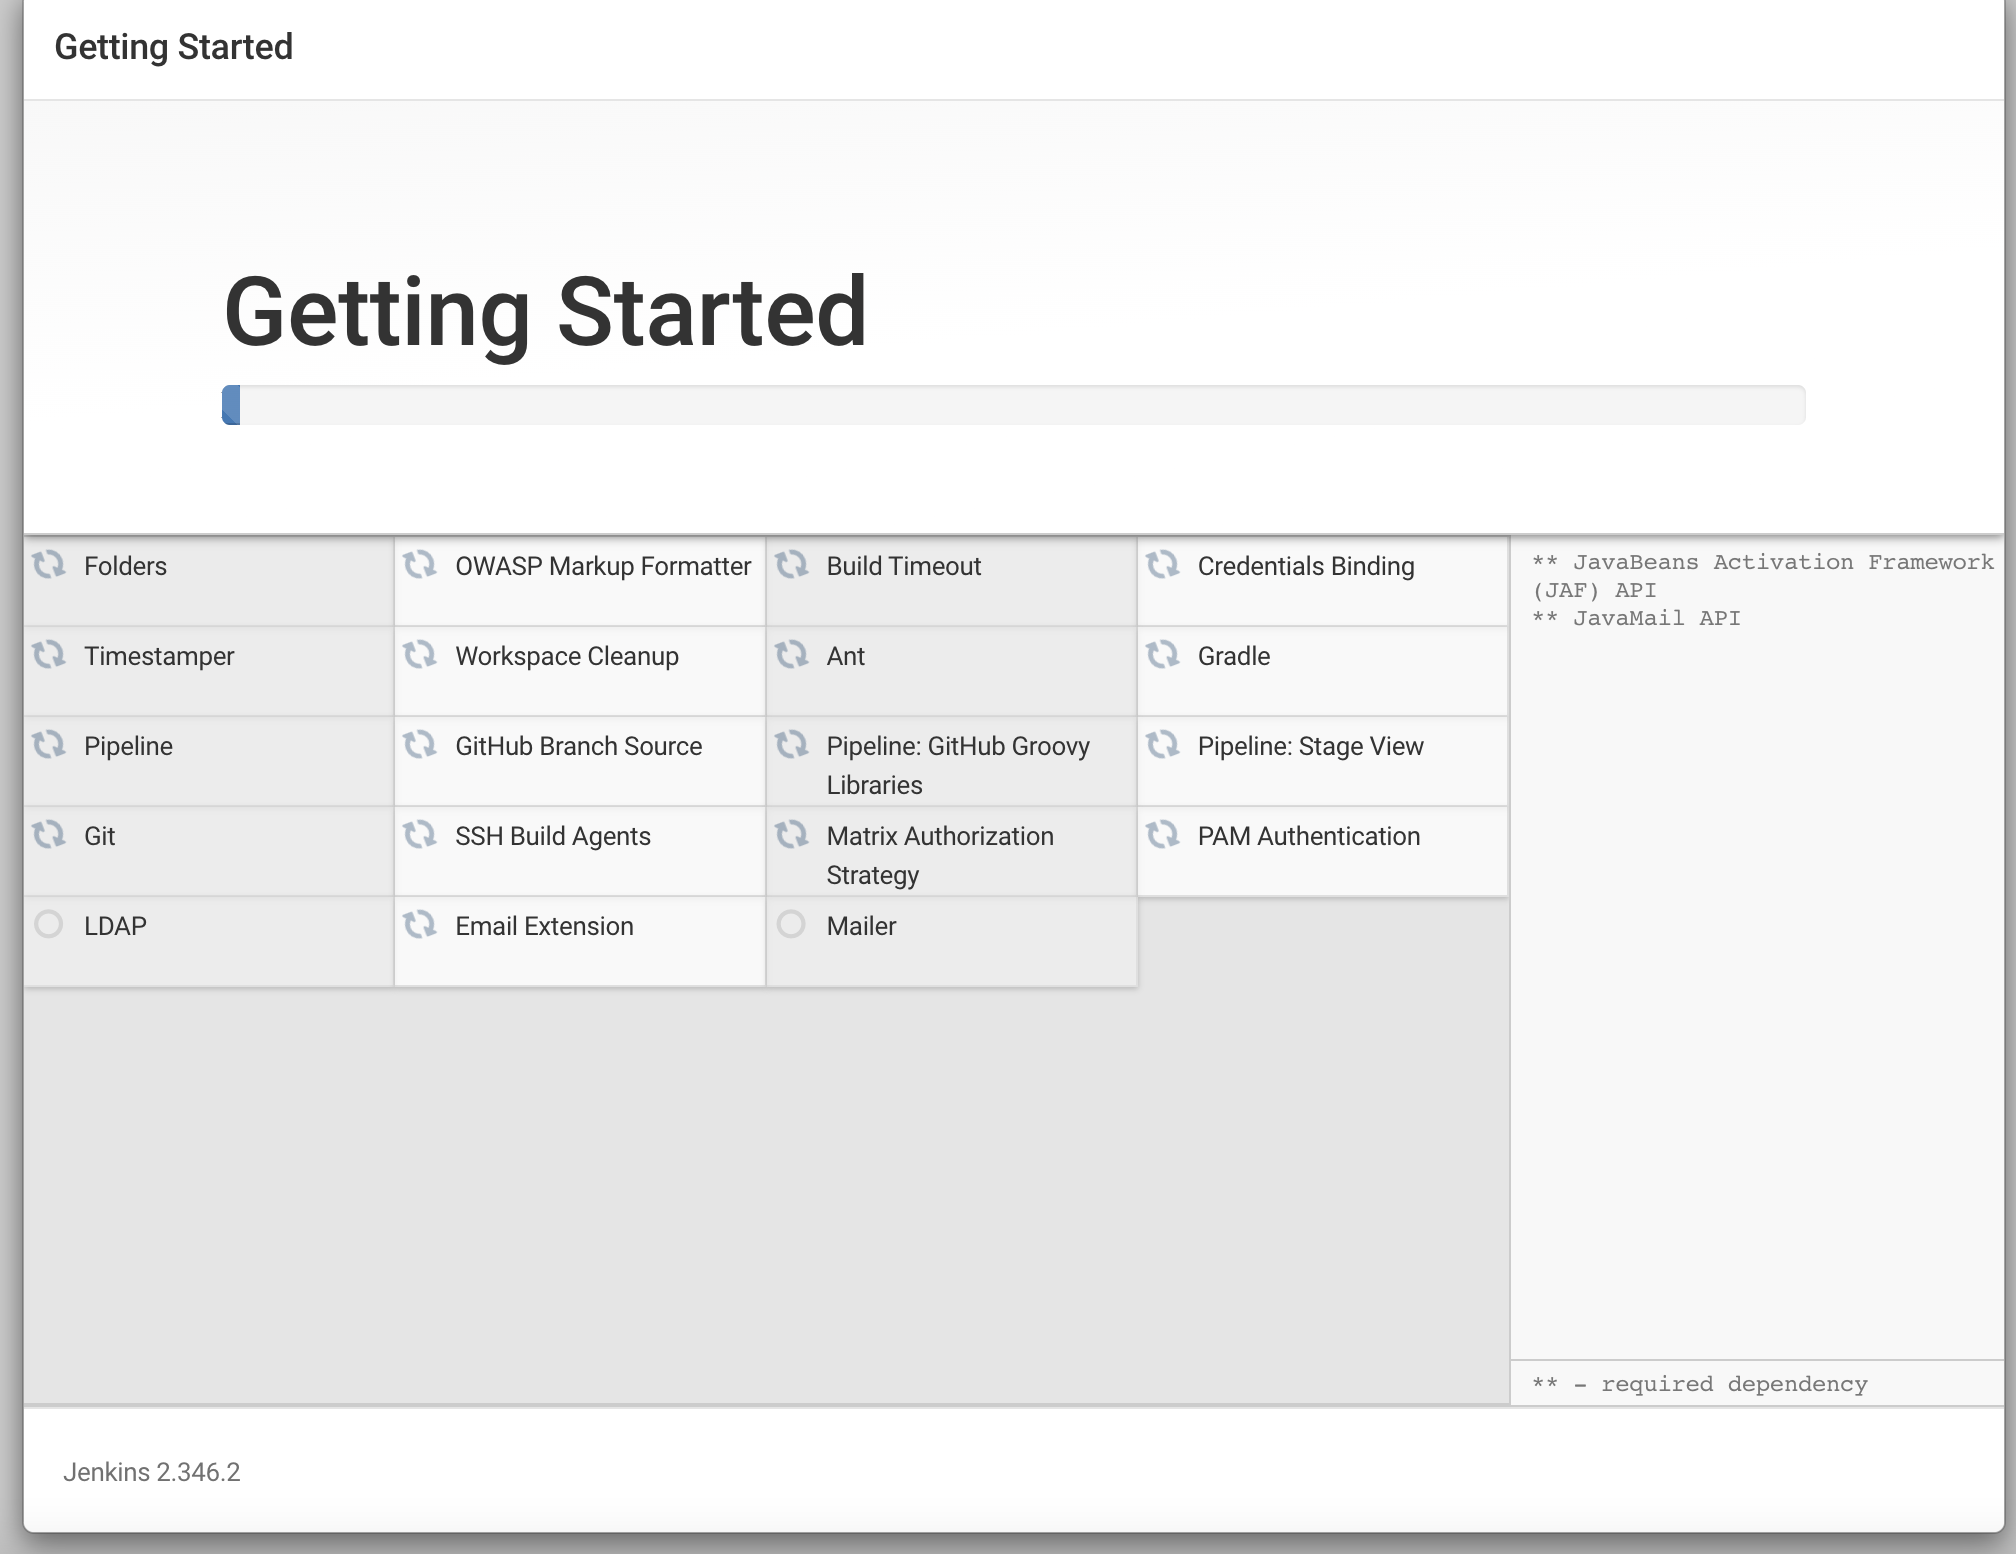 Getting Started
Getting Started
Folders
OWASP Markup Formatter
Build Timeout
Credentials Binding
Timestamper
Workspace Cleanup
Ant
Gradle
Pipeline
GitHub Branch Source
Pipeline: GitHub Groovy
Libraries
Pipeline: Stage View
Git
SSH Build Agents
Matrix Authorization
Strategy
PAM Authentication
LDAP
Email Extension
Mailer
** JavaBeans Activation Framework
(JAF) API
** JavaMail API
** - required dependency
Jenkins 2.346.2